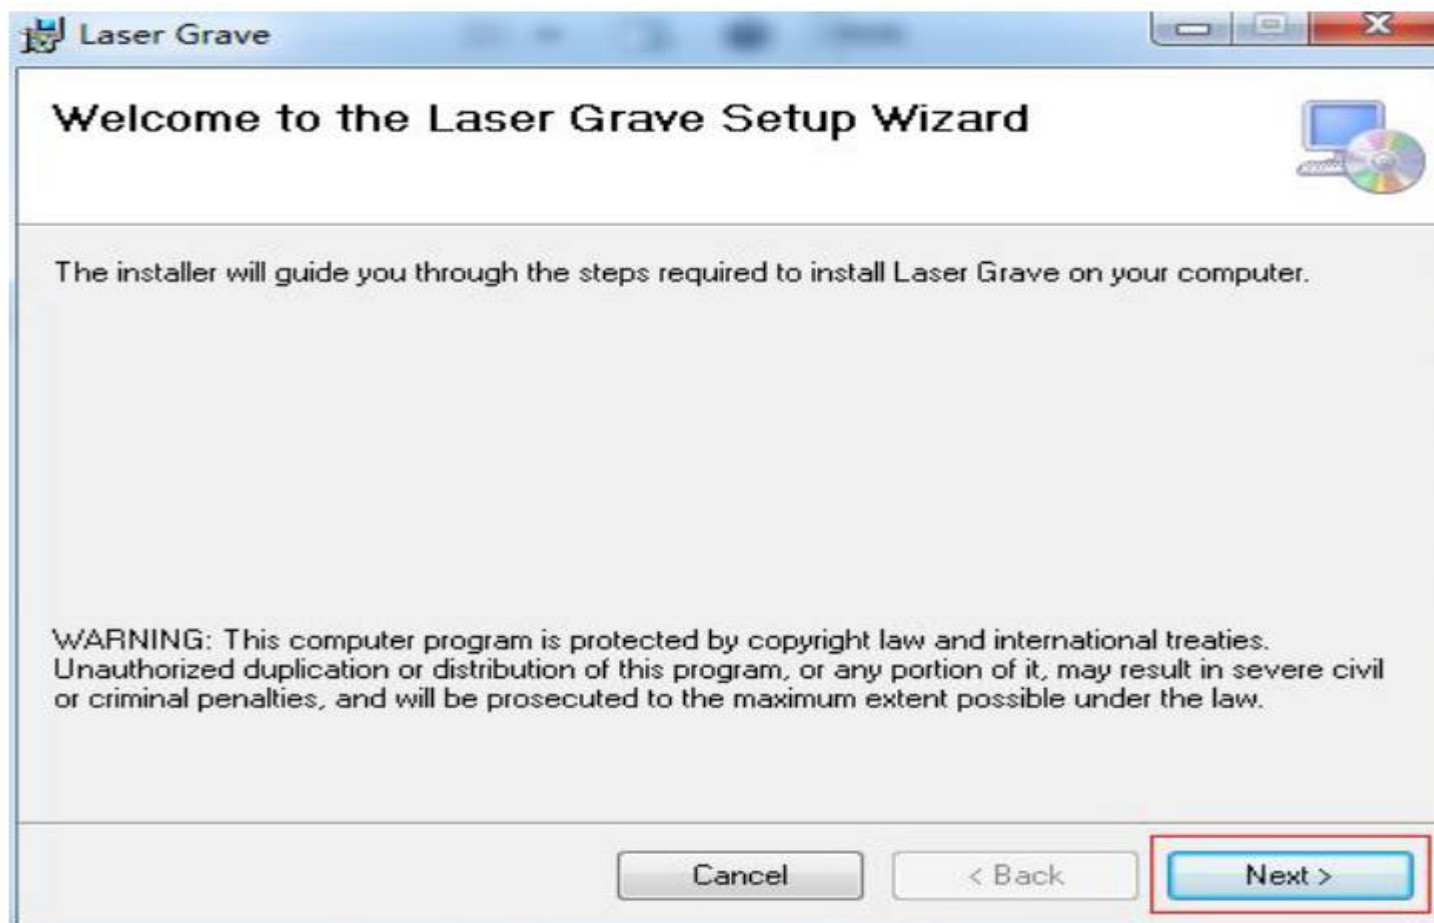 Laser Grave
Welcome to the Laser Grave Setup Wizard
The installer will guide you through the steps required to install Laser Grave on your computer.
WARNING: This computer program is protected by copyright law and international treaties.
Unauthorized duplication or distribution of this program, or any portion of it, may result in severe civil
or criminal penalties, and will be prosecuted to the maximum extent possible under the law.
Cancel < Back Next >